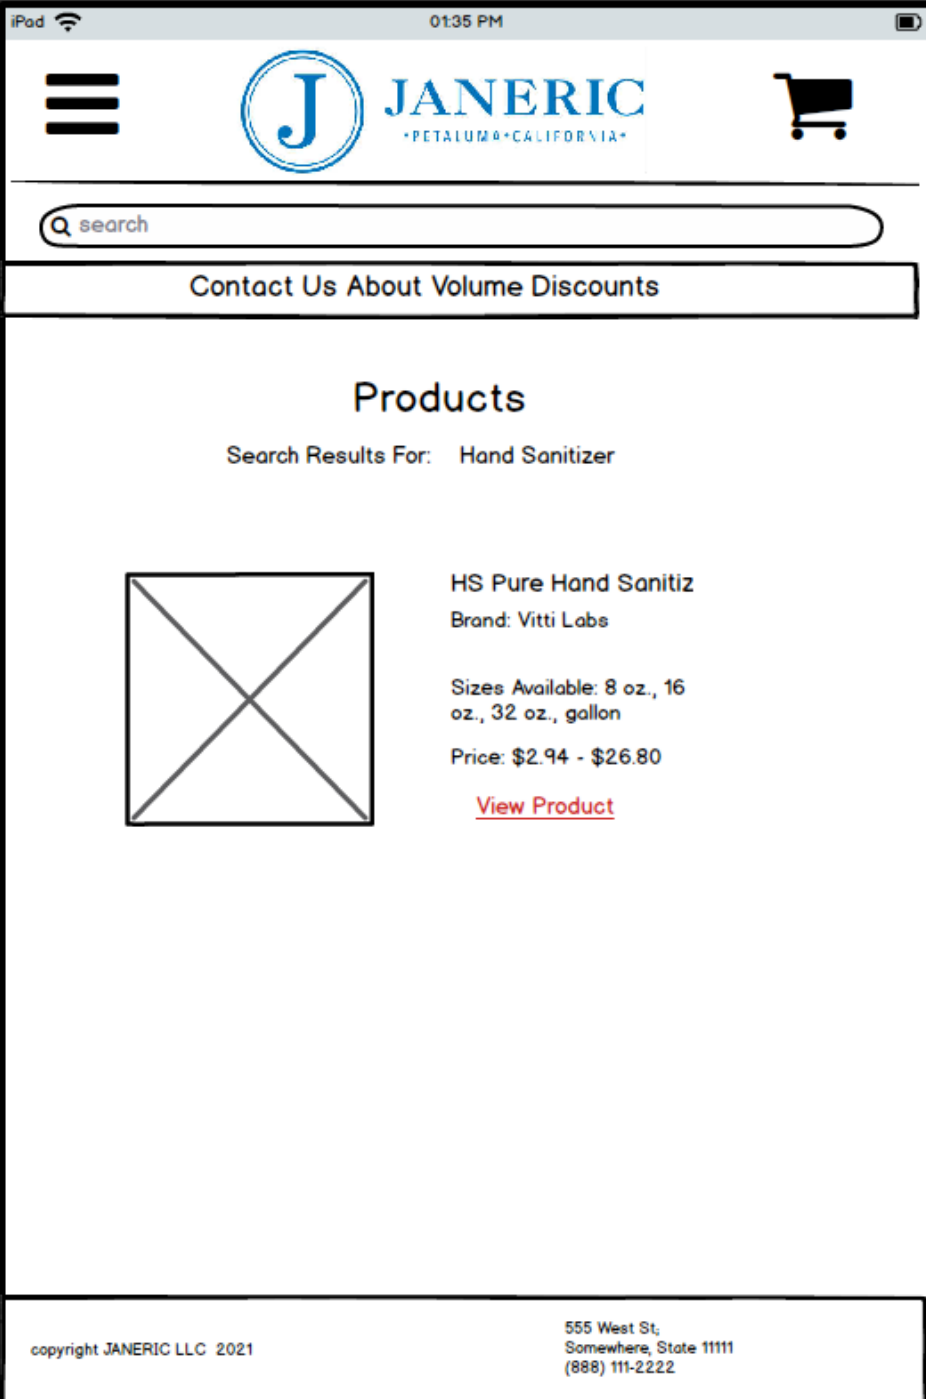 iPad
01:35 PM
J JANERIC
•PETALUMA•CALIFORNIA•
search
Contact Us About Volume Discounts
Products
Search Results For: Hand Sanitizer
HS Pure Hand Sanitiz
Brand: Vitti Labs
Sizes Available: 8 oz., 16
oz., 32 oz., gallon
Price: $2.94 - $26.80
View Product
copyright JANERIC LLC 2021
555 West St;
Somewhere, State 11111
(888) 111-2222